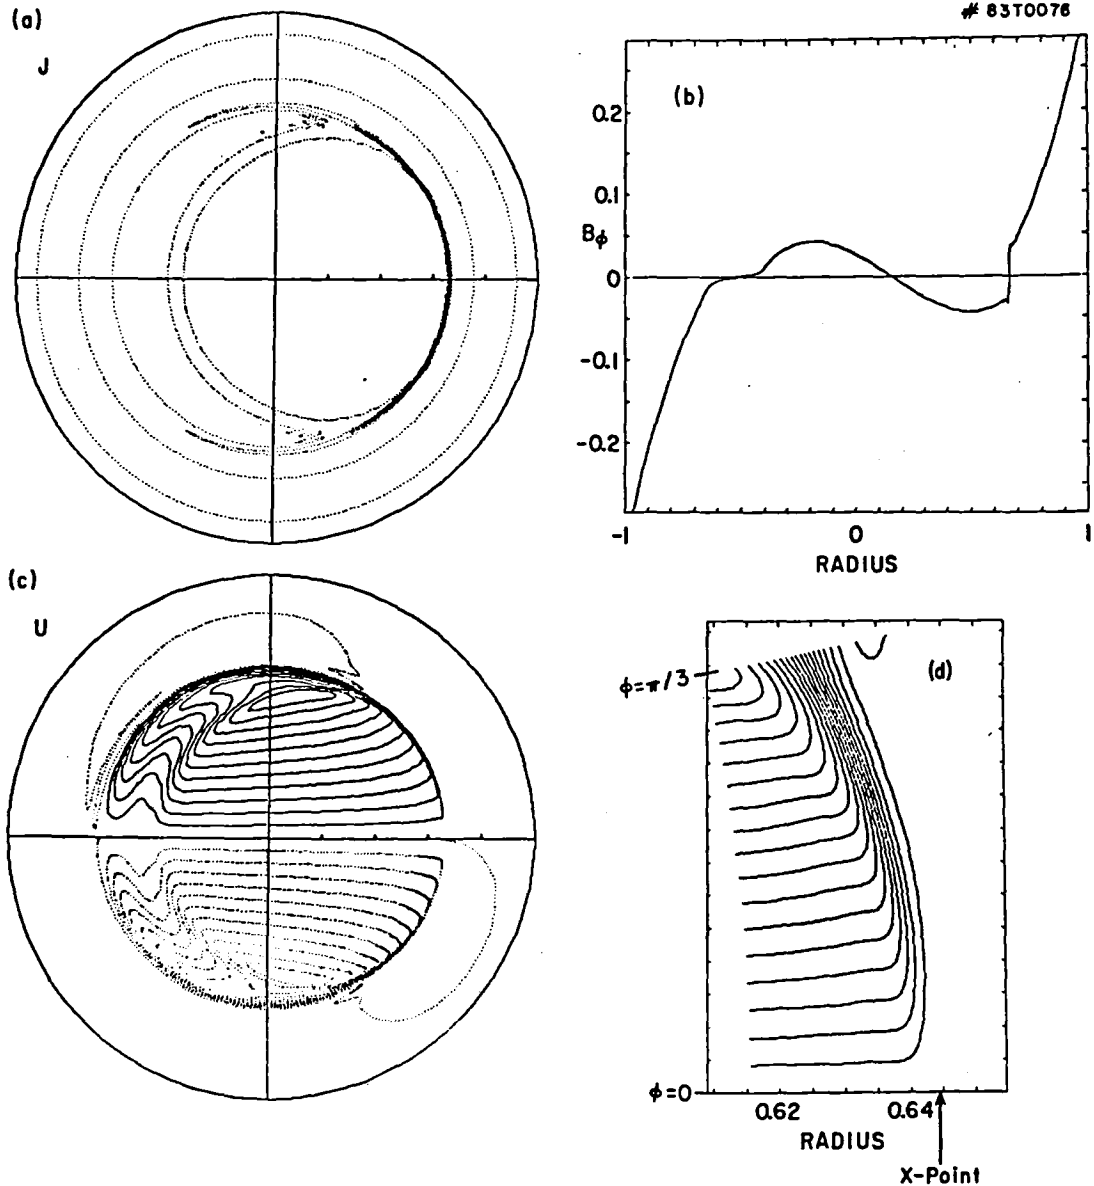 # 83T0076
(a)
J
(b)
0.2
0.1
Bϕ
0
-0.1
-0.2
-1 0 1
RADIUS
(c)
U
(d)
ϕ=π/3
ϕ=0
0.62 0.64
RADIUS
X-Point